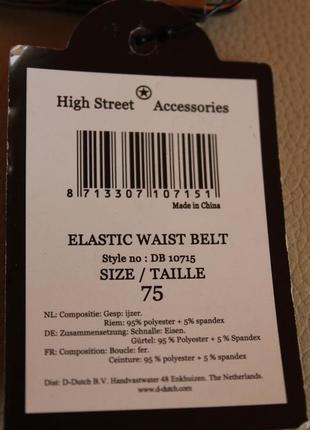 High Street Accessories
8 713307 107151
Made in China
ELASTIC WAIST BELT
Style no : DB 10715
SIZE / TAILLE
75
NL: Compositie: Gesp: ijzer.
Riem: 95% polyester + 5% spandex
DE: Zusammensetzung: Schnalle: Eisen.
Gürtel: 95 % Polyester + 5 % Spandex
FR: Composition: Boucle: fer.
Ceinture: 95 % polyester + 5 % spandex
Dist: D-Dutch B.V. Handvastwater 48 Enkhuizen. The Netherlands.
www.d-dutch.com